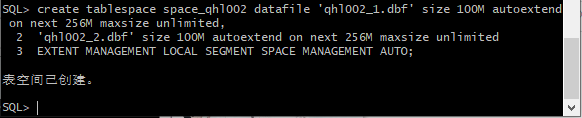 SQL> create tablespace space_qhl002 datafile 'qhl002_1.dbf' size 100M autoextend
on next 256M maxsize unlimited,
  2  'qhl002_2.dbf' size 100M autoextend on next 256M maxsize unlimited
  3  EXTENT MANAGEMENT LOCAL SEGMENT SPACE MANAGEMENT AUTO;
表空间已创建。
SQL>